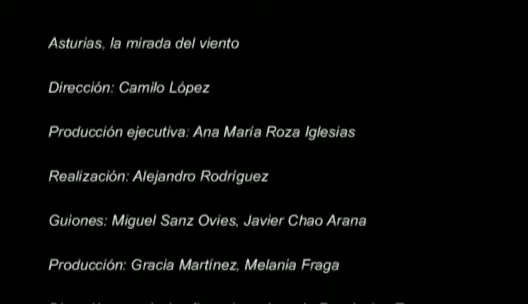 Asturias, la mirada del viento
Dirección: Camilo López
Producción ejecutiva: Ana María Roza Iglesias
Realización: Alejandro Rodríguez
Guiones: Miguel Sanz Ovies, Javier Chao Arana
Producción: Gracia Martínez, Melania Fraga